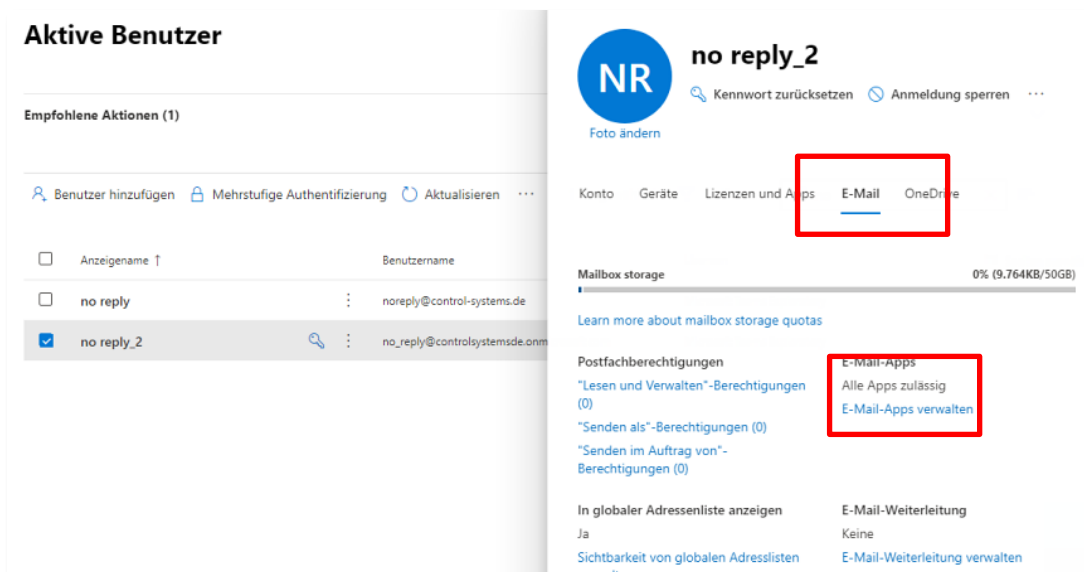 Aktive Benutzer
Empfohlene Aktionen (1)
Benutzer hinzufügen Mehrstufige Authentifizierung Aktualisieren ...
Anzeigename ↑ Benutzername
no reply noreply@control-systems.de
no reply_2 no_reply@controlsystemsde.onm
NR
no reply_2
Kennwort zurücksetzen Anmeldung sperren ...
Foto ändern
Konto Geräte Lizenzen und Apps E-Mail OneDrive
Mailbox storage 0% (9.764KB/50GB)
Learn more about mailbox storage quotas
Postfachberechtigungen
"Lesen und Verwalten"-Berechtigungen
(0)
"Senden als"-Berechtigungen (0)
"Senden im Auftrag von"-
Berechtigungen (0)
E-Mail-Apps
Alle Apps zulässig
E-Mail-Apps verwalten
In globaler Adressenliste anzeigen
Ja
Sichtbarkeit von globalen Adresslisten
E-Mail-Weiterleitung
Keine
E-Mail-Weiterleitung verwalten